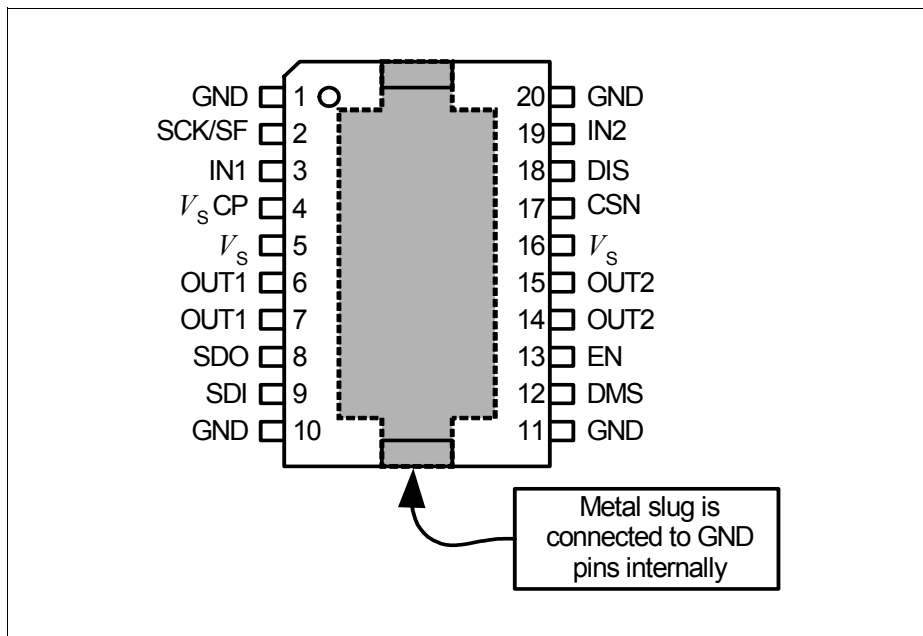 GND 1 20 GND
SCK/SF 2 19 IN2
IN1 3 18 DIS
VS CP 4 17 CSN
VS 5 16 VS
OUT1 6 15 OUT2
OUT1 7 14 OUT2
SDO 8 13 EN
SDI 9 12 DMS
GND 10 11 GND
Metal slug is
connected to GND
pins internally